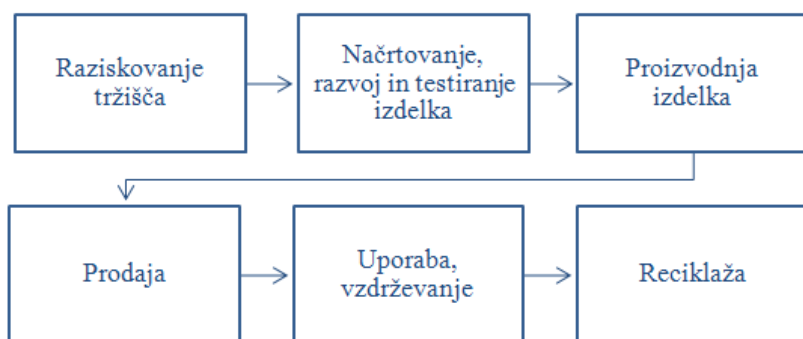 Raziskovanje
tržišča
Načrtovanje,
razvoj in testiranje
izdelka
Proizvodnja
izdelka
Prodaja
Uporaba,
vzdrževanje
Reciklaža